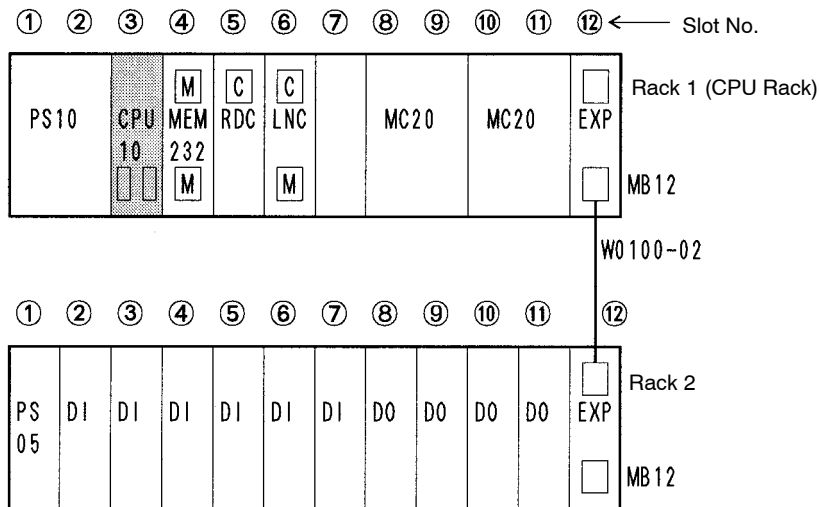 ① ② ③ ④ ⑤ ⑥ ⑦ ⑧ ⑨ ⑩ ⑪ ⑫ Slot No.
M C C Rack 1 (CPU Rack)
PS10 CPU MEM RDC LNC MC20 MC20 EXP
10 232
M M MB12
W0100-02
① ② ③ ④ ⑤ ⑥ ⑦ ⑧ ⑨ ⑩ ⑪ ⑫
Rack 2
PS DI DI DI DI DI DI DO DO DO DO EXP
05
MB12